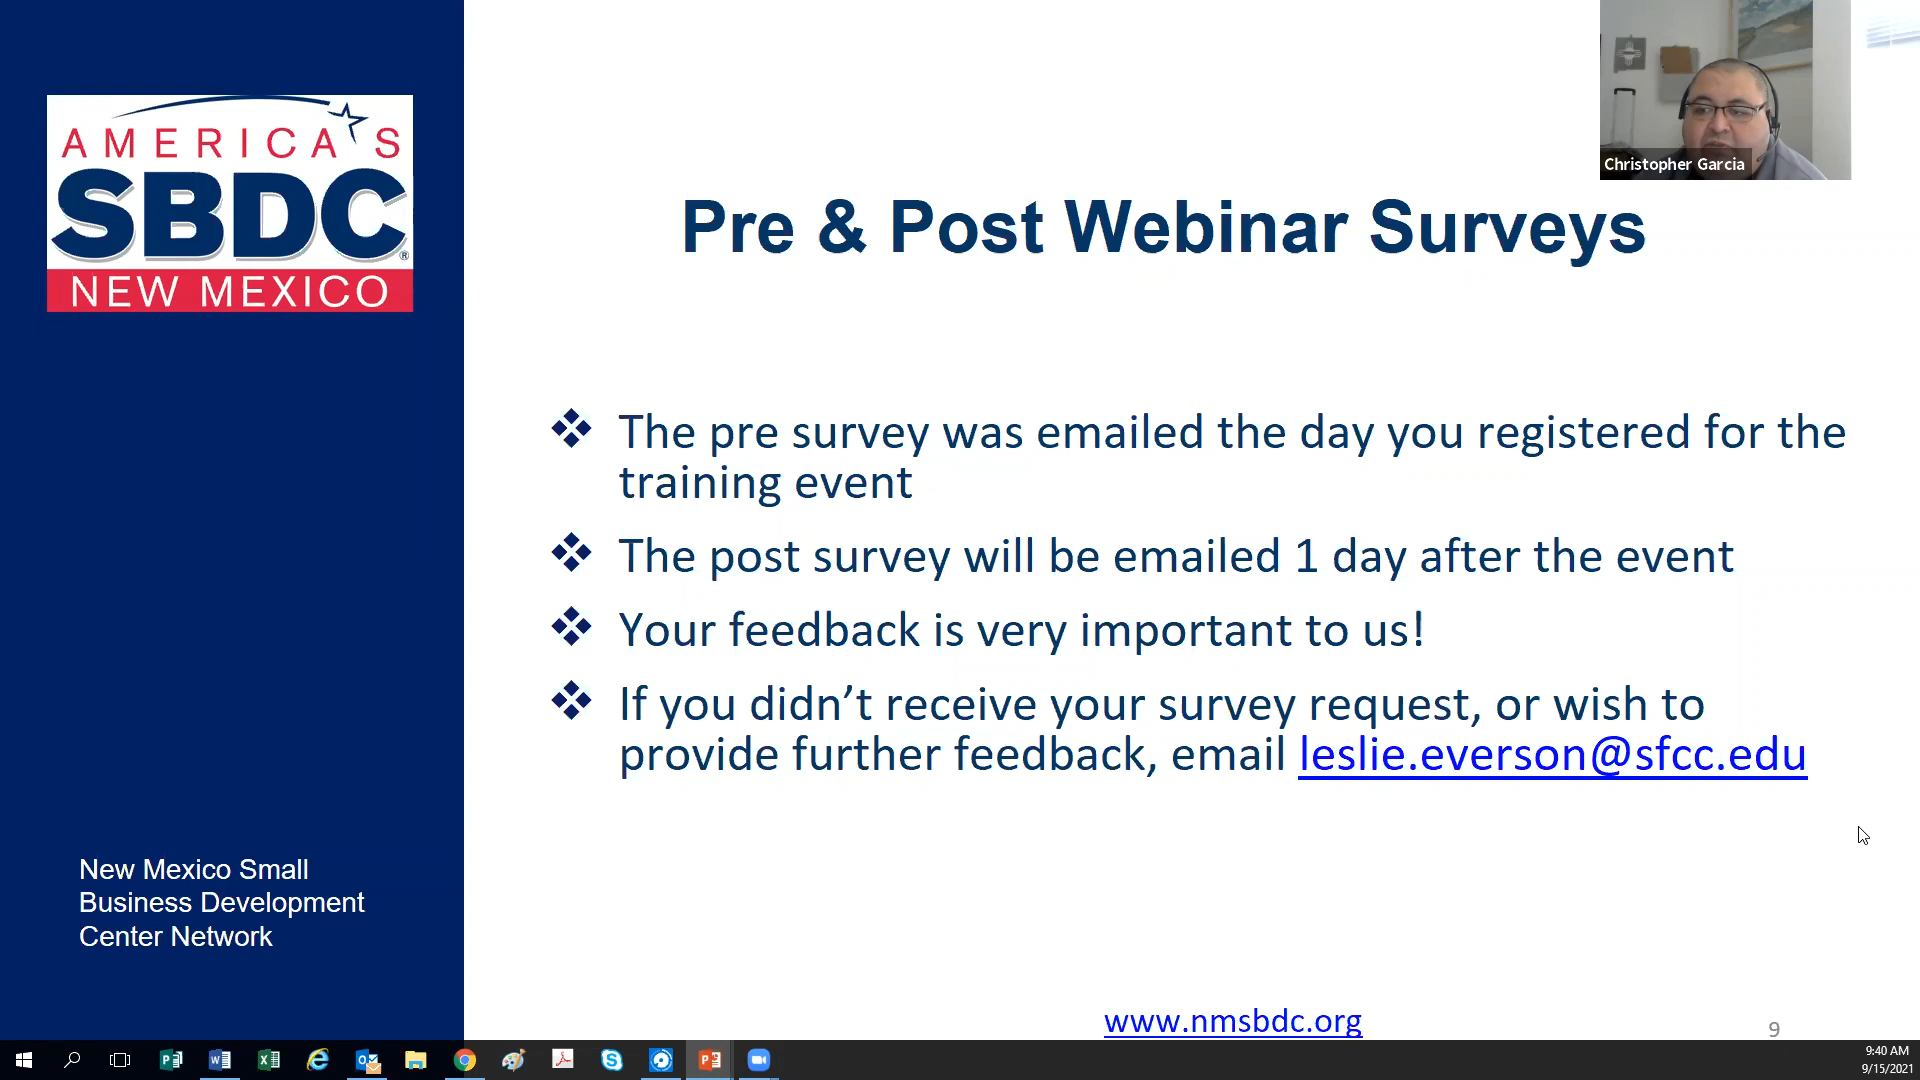 AMERICA'S
SBDC
NEW MEXICO
Christopher Garcia
Pre & Post Webinar Surveys
❖ The pre survey was emailed the day you registered for the
training event
❖ The post survey will be emailed 1 day after the event
❖ Your feedback is very important to us!
❖ If you didn’t receive your survey request, or wish to
provide further feedback, email leslie.everson@sfcc.edu
New Mexico Small
Business Development
Center Network
www.nmsbdc.org
9
9:40 AM
9/15/2021